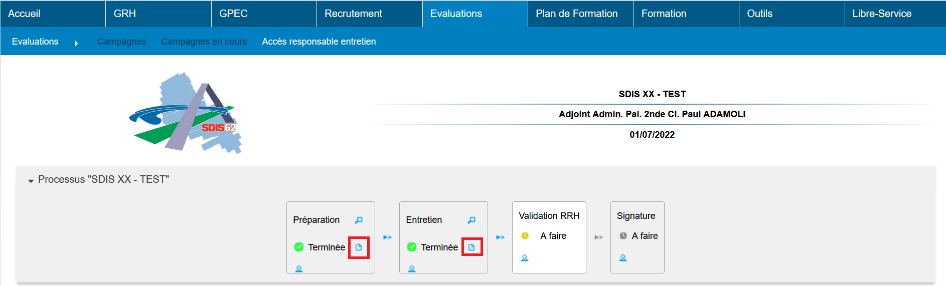 Accueil GRH GPEC Recrutement Evaluations Plan de Formation Formation Outils Libre-Service
Evaluations Campagnes Campagnes en cours Accès responsable entretien
SDIS62
SDIS XX - TEST
Adjoint Admin. Pal. 2nde Cl. Paul ADAMOLI
01/07/2022
Processus "SDIS XX - TEST"
Préparation Entretien Validation RRH Signature
Terminée Terminée A faire A faire